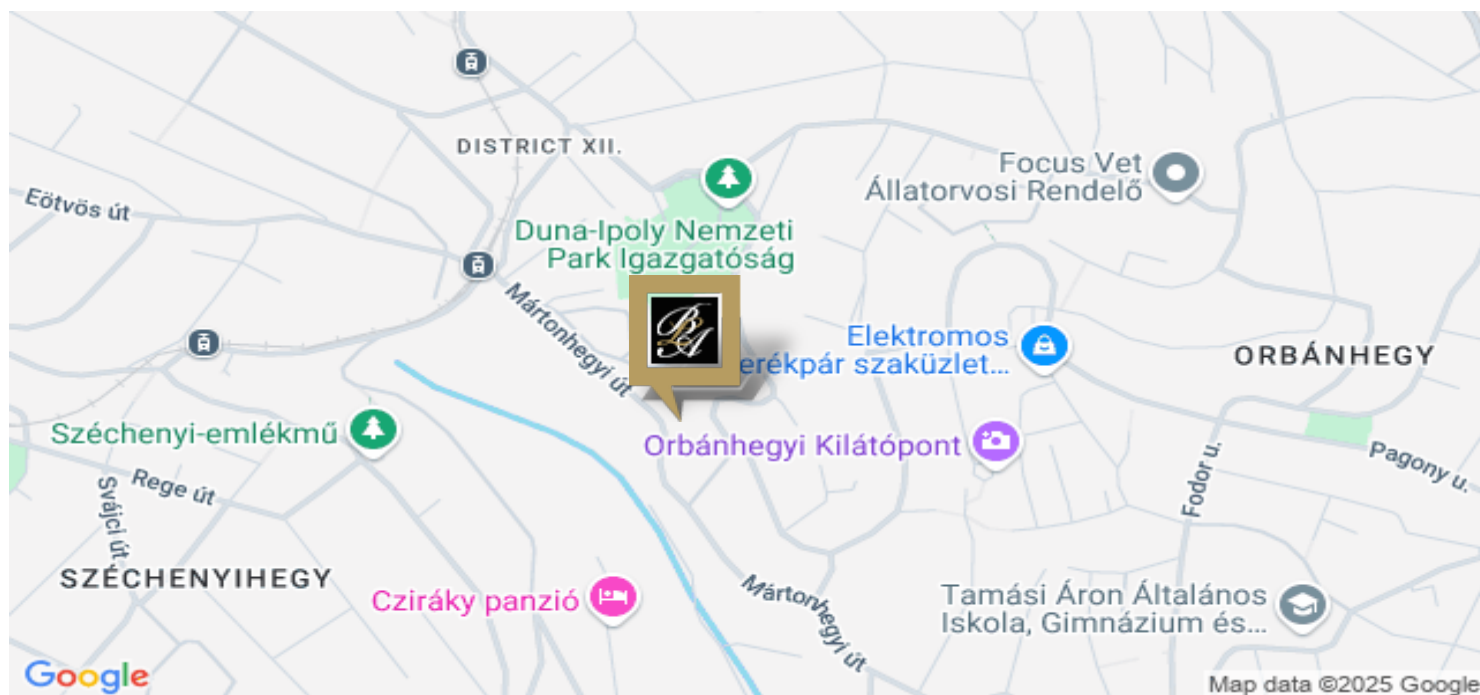 DISTRICT XII.
Focus Vet
Állatorvosi Rendelő
Eötvös út
Duna-Ipoly Nemzeti
Park Igazgatóság
Mártonhegyi út
Elektromos
erékpár szaküzlet...
ORBÁNHEGY
Széchenyi-emlékmű
Orbánhegyi Kilátópont
Rege út
Svájci út
Fodor u.
Pagony u.
SZÉCHENYIHEGY
Cziráky panzió
Mártonhegyi út
Tamási Áron Általános
Iskola, Gimnázium és...
Google
Map data ©2025 Google